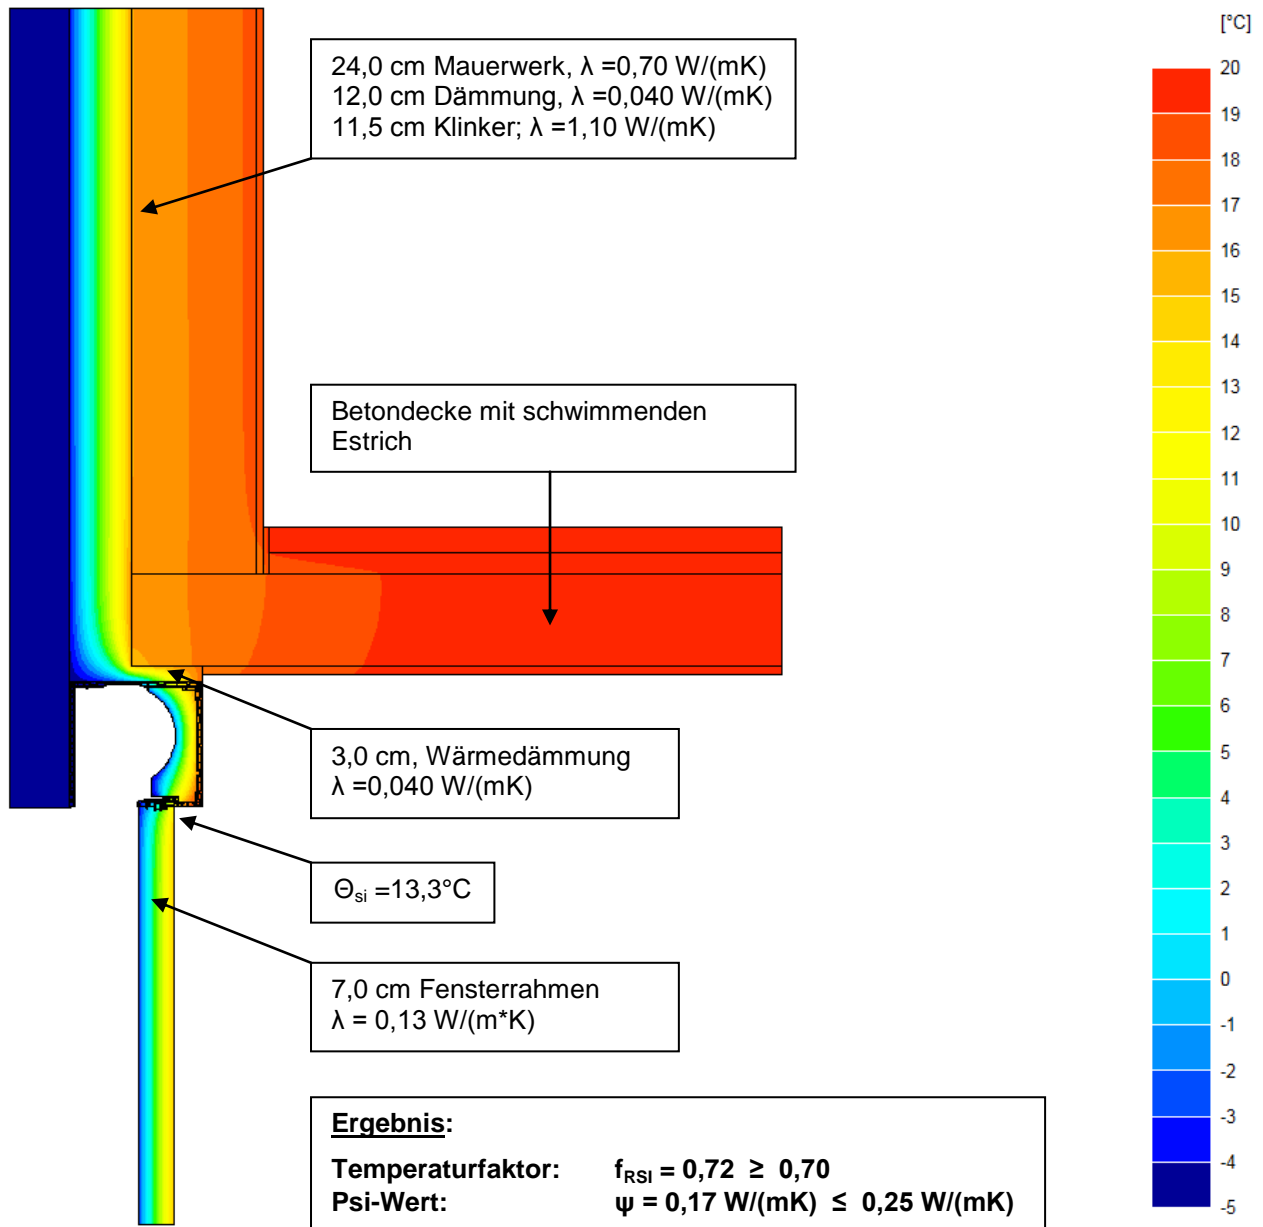 [°C]
24,0 cm Mauerwerk, λ =0,70 W/(mK)
12,0 cm Dämmung, λ =0,040 W/(mK)
11,5 cm Klinker; λ =1,10 W/(mK)
Betondecke mit schwimmenden
Estrich
3,0 cm, Wärmedämmung
λ =0,040 W/(mK)
Θsi =13,3°C
7,0 cm Fensterrahmen
λ = 0,13 W/(m*K)
Ergebnis:
Temperaturfaktor: fRSI = 0,72 ≥ 0,70
Psi-Wert: ψ = 0,17 W/(mK) ≤ 0,25 W/(mK)
20
19
18
17
16
15
14
13
12
11
10
9
8
7
6
5
4
3
2
1
0
-1
-2
-3
-4
-5